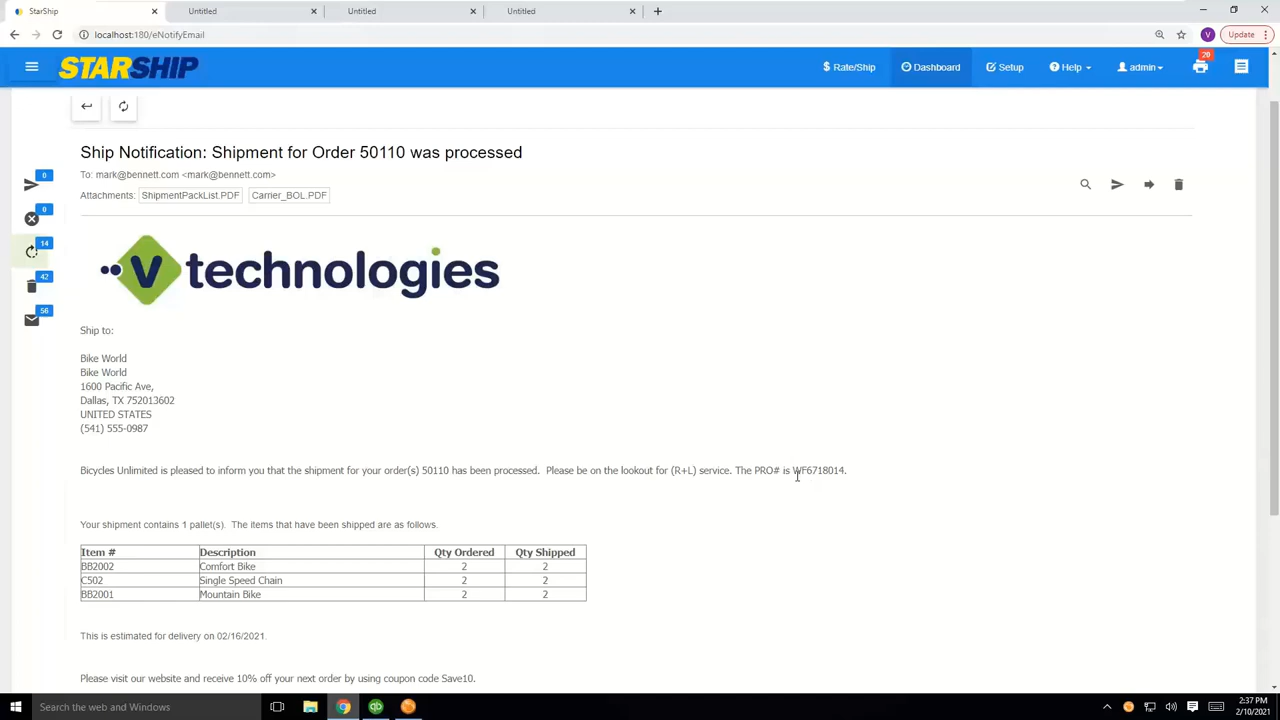 StarShip
Untitled
Untitled
Untitled
localhost:180/eNotifyEmail
V
Update
STARSHIP
$ Rate/Ship
Dashboard
Setup
Help
admin
20
Ship Notification: Shipment for Order 50110 was processed
To: mark@bennett.com <mark@bennett.com>
Attachments: ShipmentPackList.PDF Carrier_BOL.PDF
0
0
14
42
56
V technologies
Ship to:
Bike World
Bike World
1600 Pacific Ave,
Dallas, TX 752013602
UNITED STATES
(541) 555-0987
Bicycles Unlimited is pleased to inform you that the shipment for your order(s) 50110 has been processed. Please be on the lookout for (R+L) service. The PRO# is WF6718014.
Your shipment contains 1 pallet(s). The items that have been shipped are as follows.
Item # Description Qty Ordered Qty Shipped
BB2002 Comfort Bike 2 2
C502 Single Speed Chain 2 2
BB2001 Mountain Bike 2 2
This is estimated for delivery on 02/16/2021.
Please visit our website and receive 10% off your next order by using coupon code Save10.
Search the web and Windows
qb
2:37 PM
2/10/2021